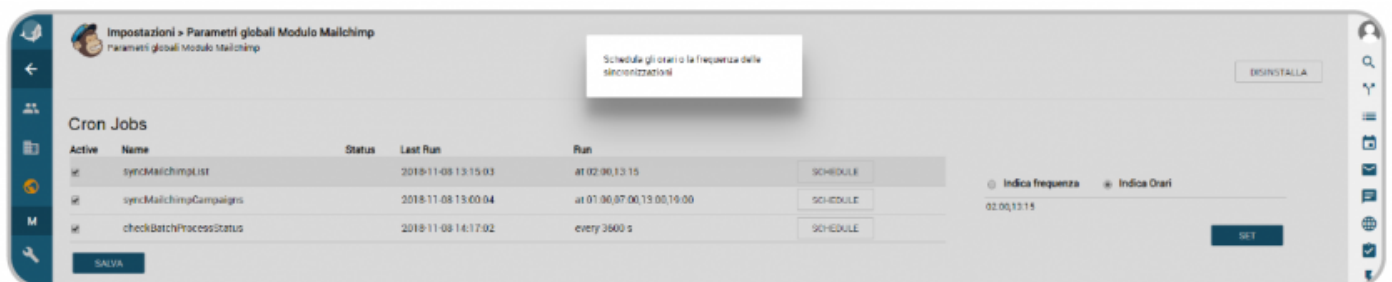 Impostazioni > Parametri globali Modulo Mailchimp
Parametri globali Modulo Mailchimp
Schedula gli orari o la frequenza delle
sincronizzazioni
DISINSTALLA
Cron Jobs
Active Name Status Last Run Run
syncMailchimpList 2018-11-08 13:15:03 at 02:00,13:15 SCHEDULE
syncMailchimpCampaigns 2018-11-08 13:00:04 at 01:00,07:00,13:00,19:00 SCHEDULE
checkBatchProcessStatus 2018-11-08 14:17:02 every 3600 s SCHEDULE
Indica frequenza Indica Orari
02:00,13:15
SET
M
SALVA